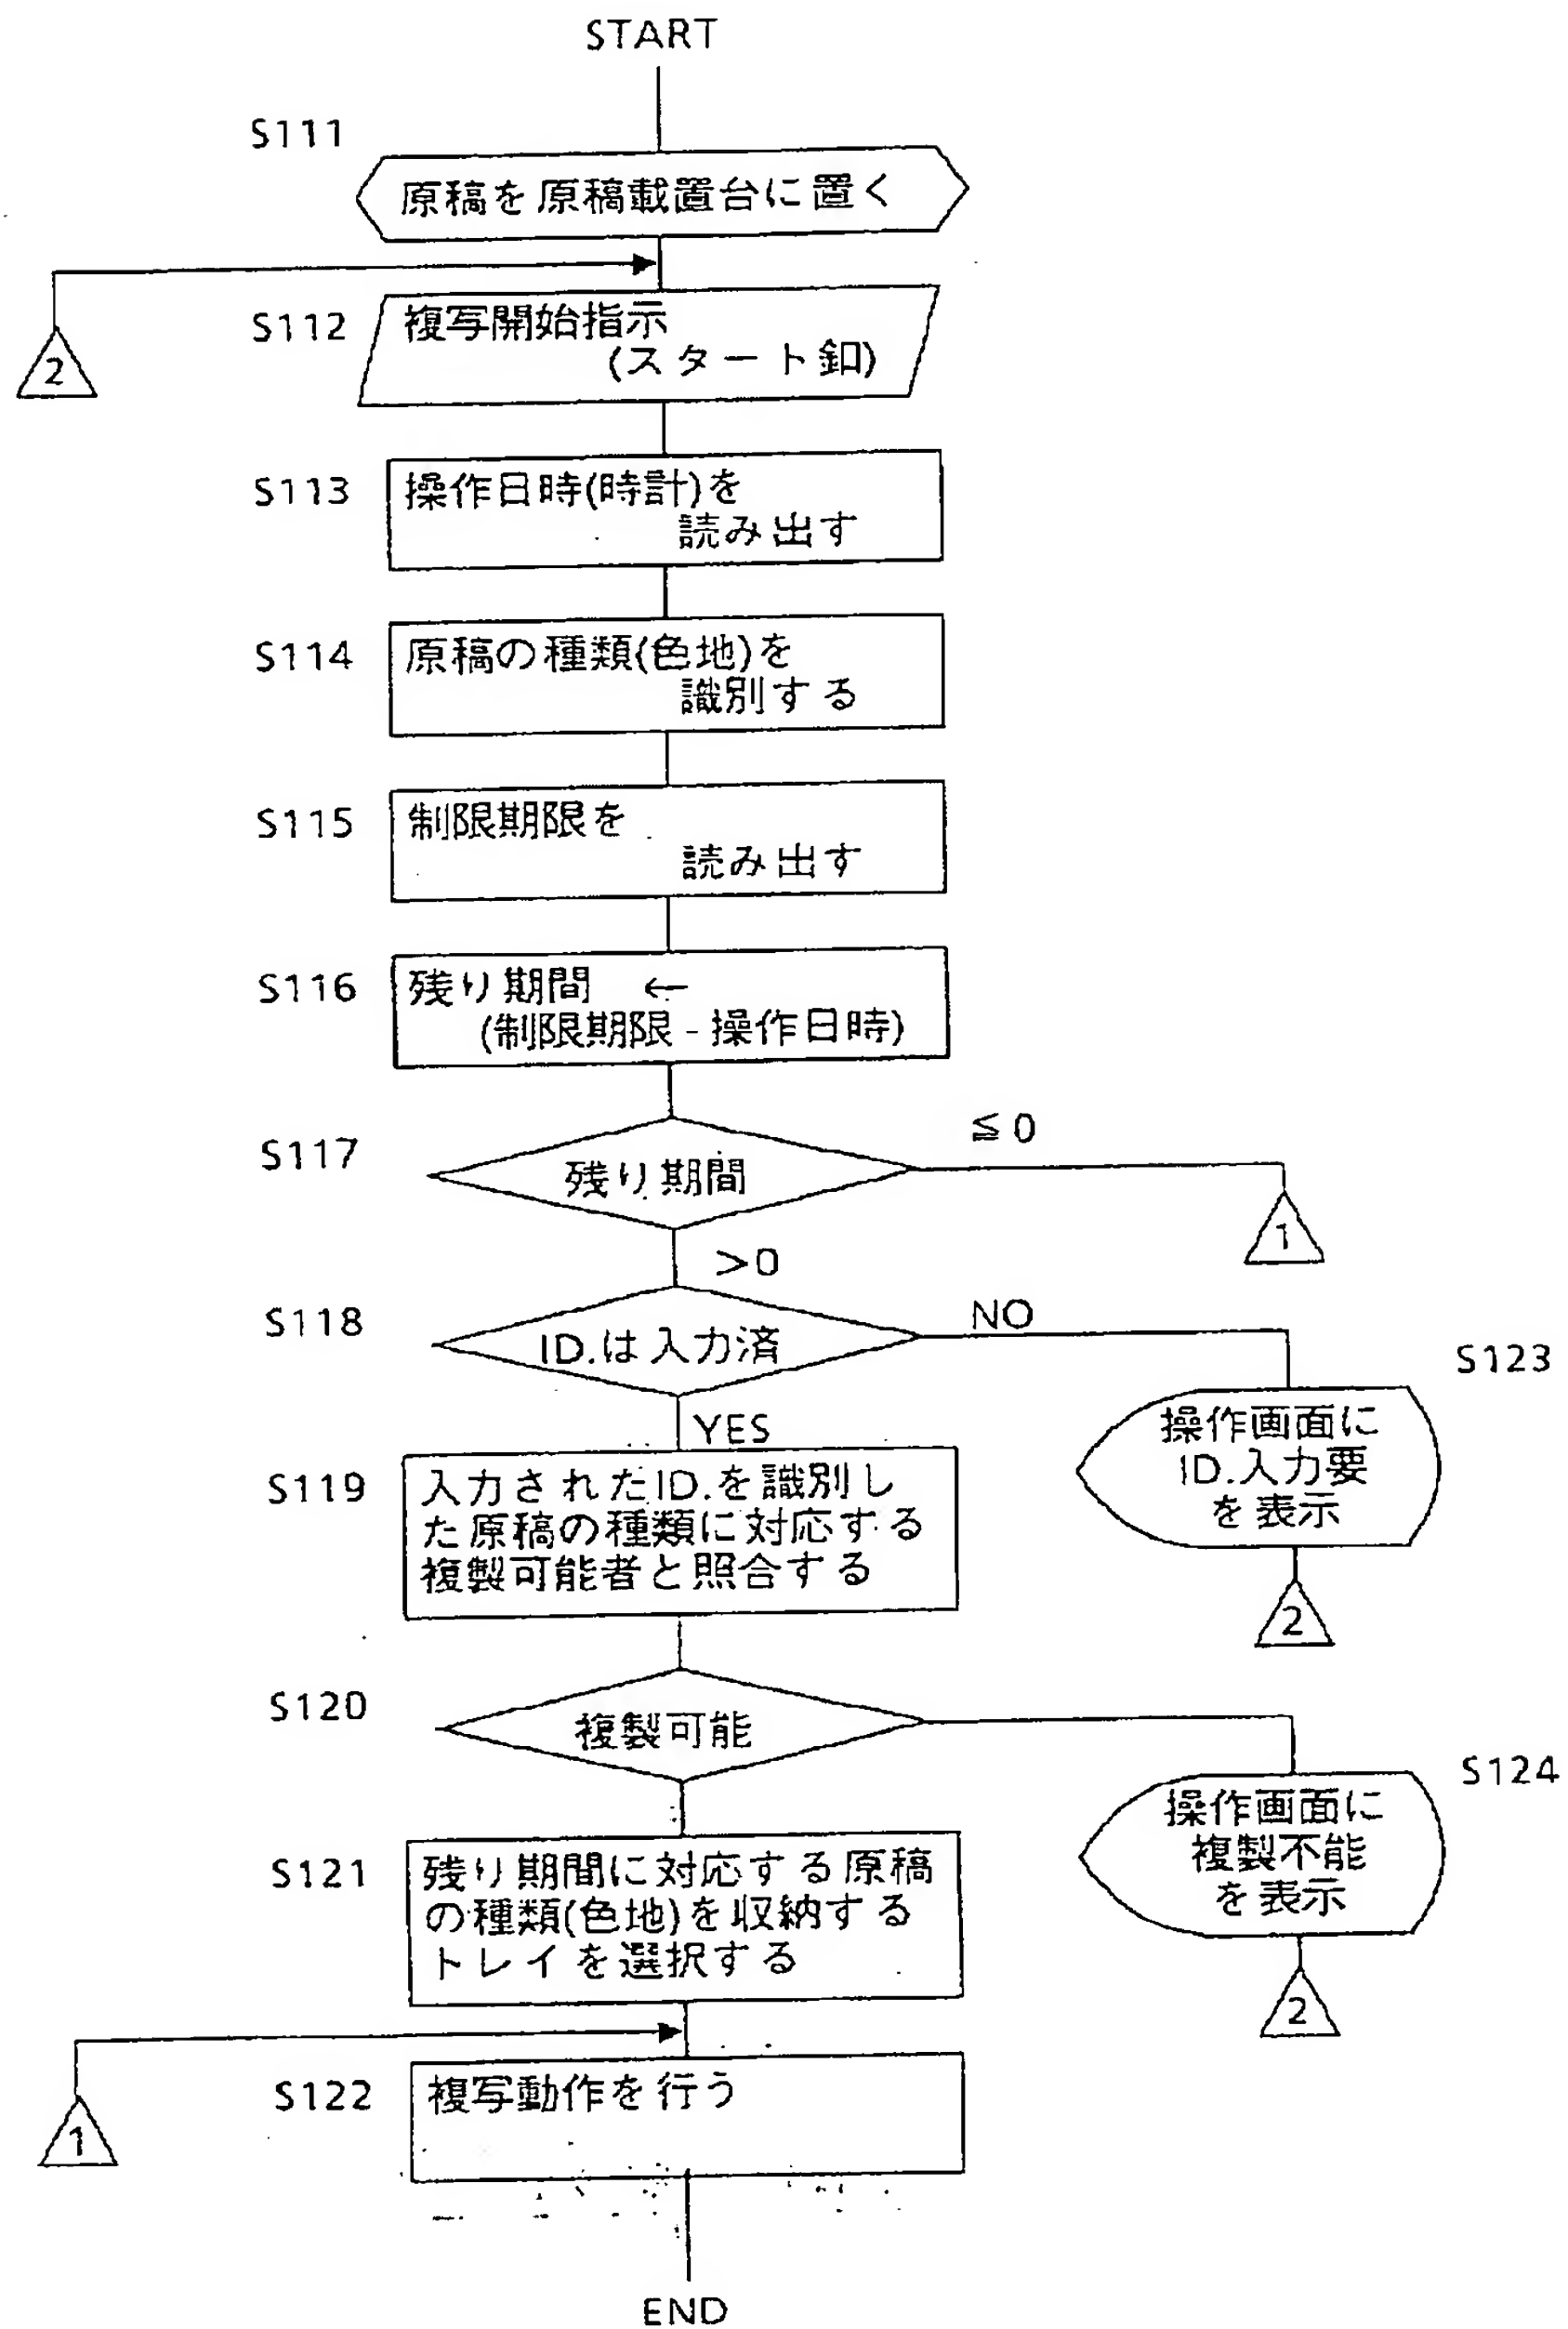 START
S111
原稿を原稿載置台に置く
S112
複写開始指示
(スタート釦)
2
S113
操作日時(時計)を
読み出す
S114
原稿の種類(色地)を
識別する
S115
制限期限を
読み出す
S116
残り期間 ←
(制限期限-操作日時)
S117
残り期間
≦0
1
>0
S118
ID.は入力済
NO
S123
操作画面に
ID.入力要
を表示
2
YES
S119
入力されたID.を識別し
た原稿の種類に対応する
複製可能者と照合する
S120
複製可能
S124
操作画面に
複製不能
を表示
2
S121
残り期間に対応する原稿
の種類(色地)を収納する
トレイを選択する
S122
複写動作を行う
1
END